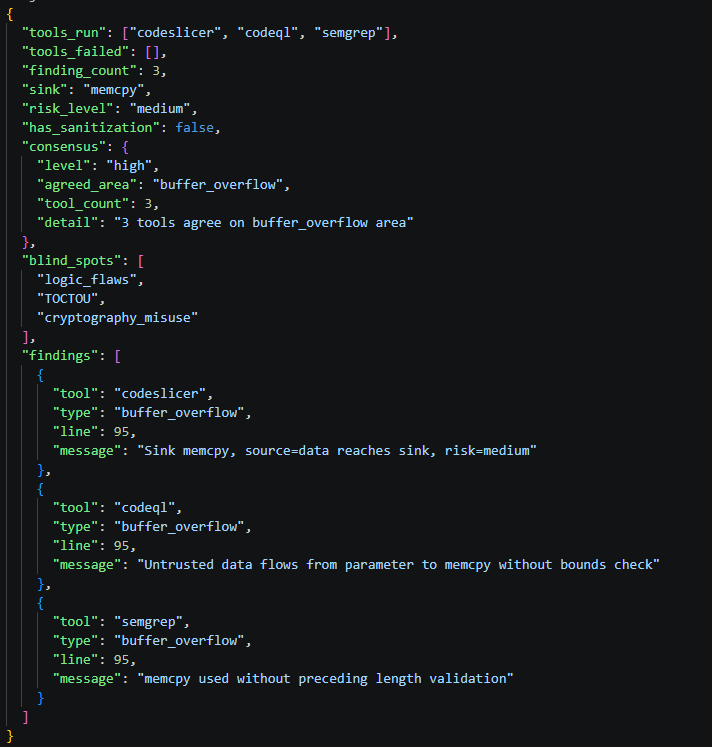 {
"tools_run": ["codeslicer", "codeql", "semgrep"],
"tools_failed": [],
"finding_count": 3,
"sink": "memcpy",
"risk_level": "medium",
"has_sanitization": false,
"consensus": {
"level": "high",
"agreed_area": "buffer_overflow",
"tool_count": 3,
"detail": "3 tools agree on buffer_overflow area"
},
"blind_spots": [
"logic_flaws",
"TOCTOU",
"cryptography_misuse"
],
"findings": [
{
"tool": "codeslicer",
"type": "buffer_overflow",
"line": 95,
"message": "Sink memcpy, source=data reaches sink, risk=medium"
},
{
"tool": "codeql",
"type": "buffer_overflow",
"line": 95,
"message": "Untrusted data flows from parameter to memcpy without bounds check"
},
{
"tool": "semgrep",
"type": "buffer_overflow",
"line": 95,
"message": "memcpy used without preceding length validation"
}
]
}